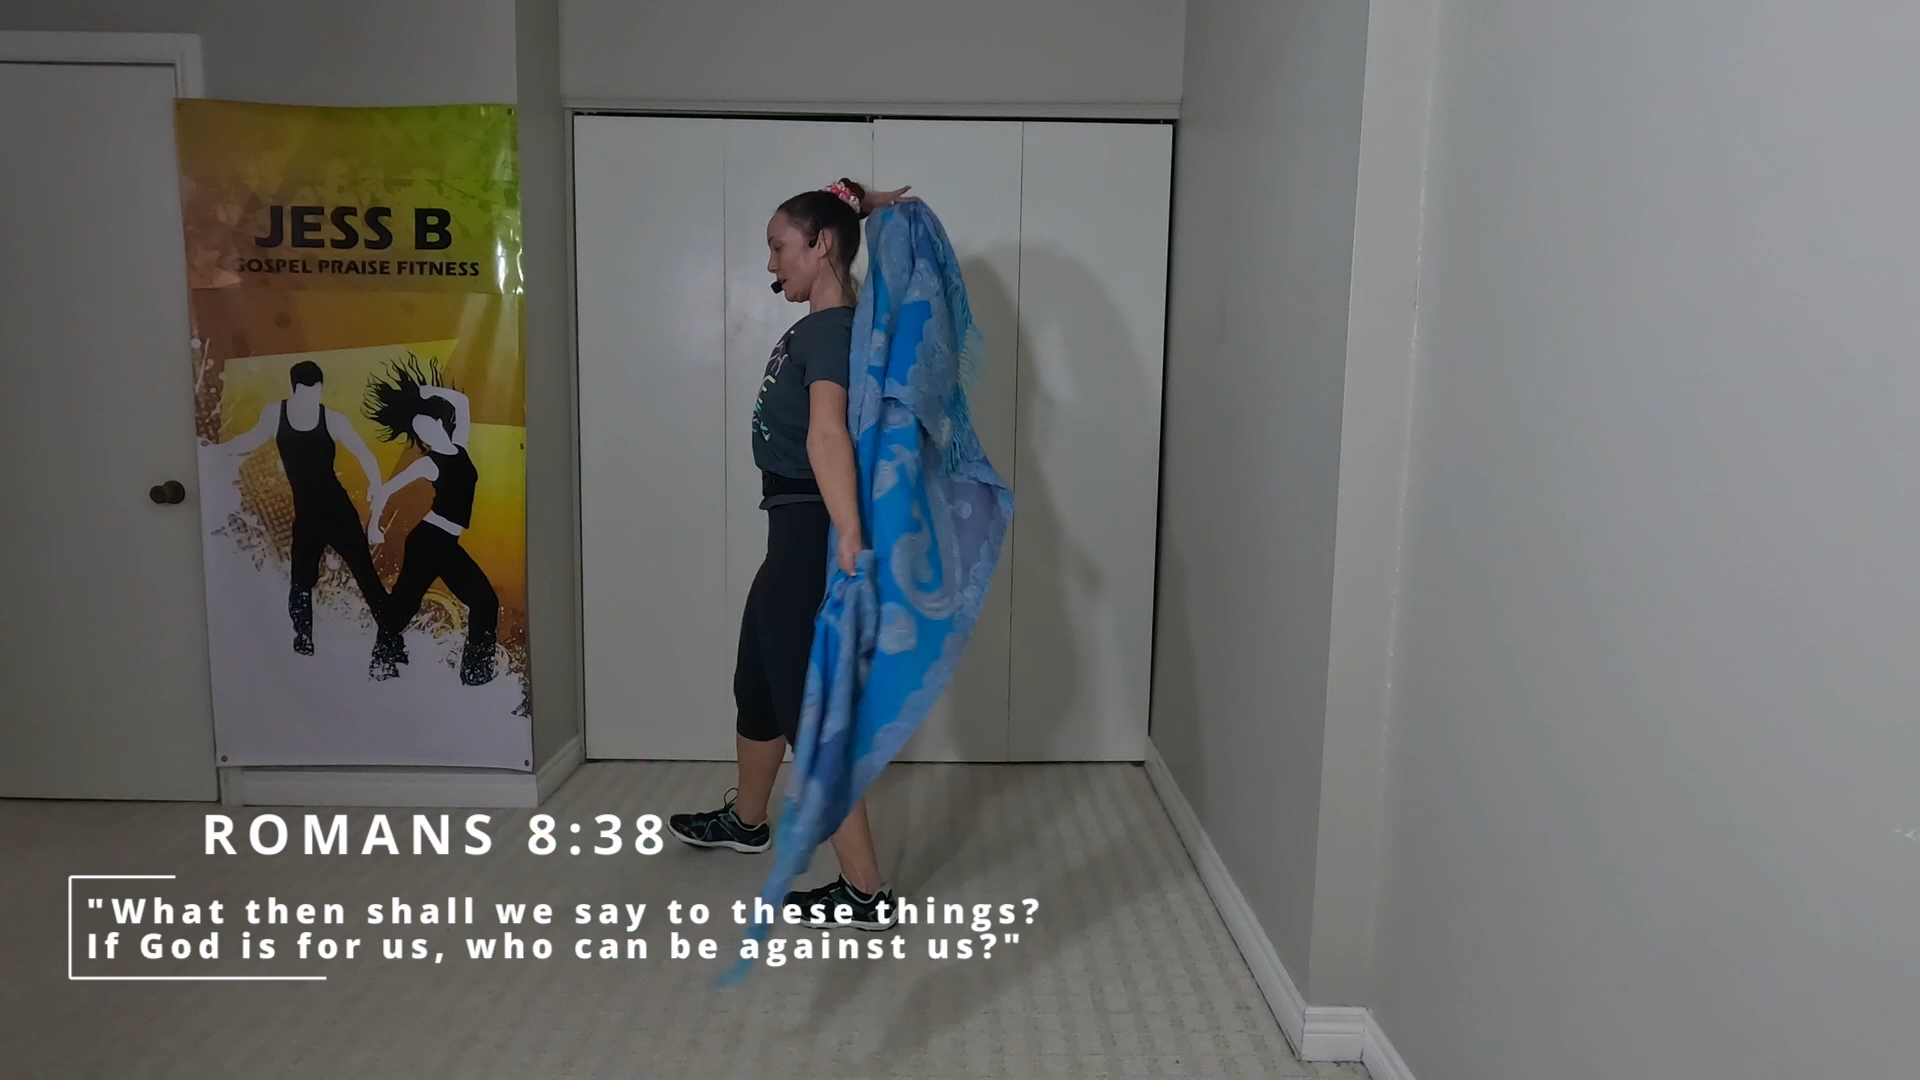 JESS B
GOSPEL PRAISE FITNESS
ROMANS 8:38
"What then shall we say to these things?
If God is for us, who can be against us?"